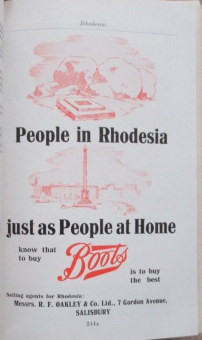 Rhodesia
People in Rhodesia
just as People at Home
know that
to buy
Boots
is to buy
the best
Selling agents for Rhodesia:
Messrs. R. F. OAKLEY & Co. Ltd., 7 Gordon Avenue,
SALISBURY
244a